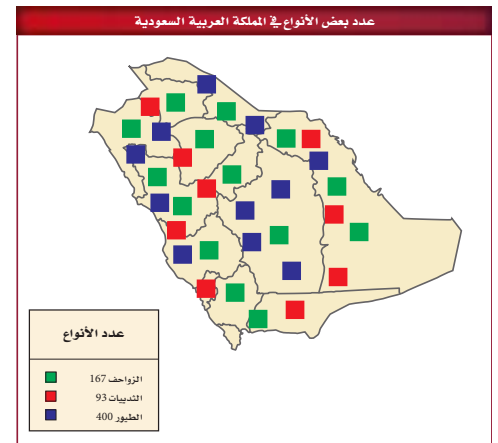 عدد بعض الأنواع في المملكة العربية السعودية
عدد الأنواع
الزواحف 167
الثدييات 93
الطيور 400